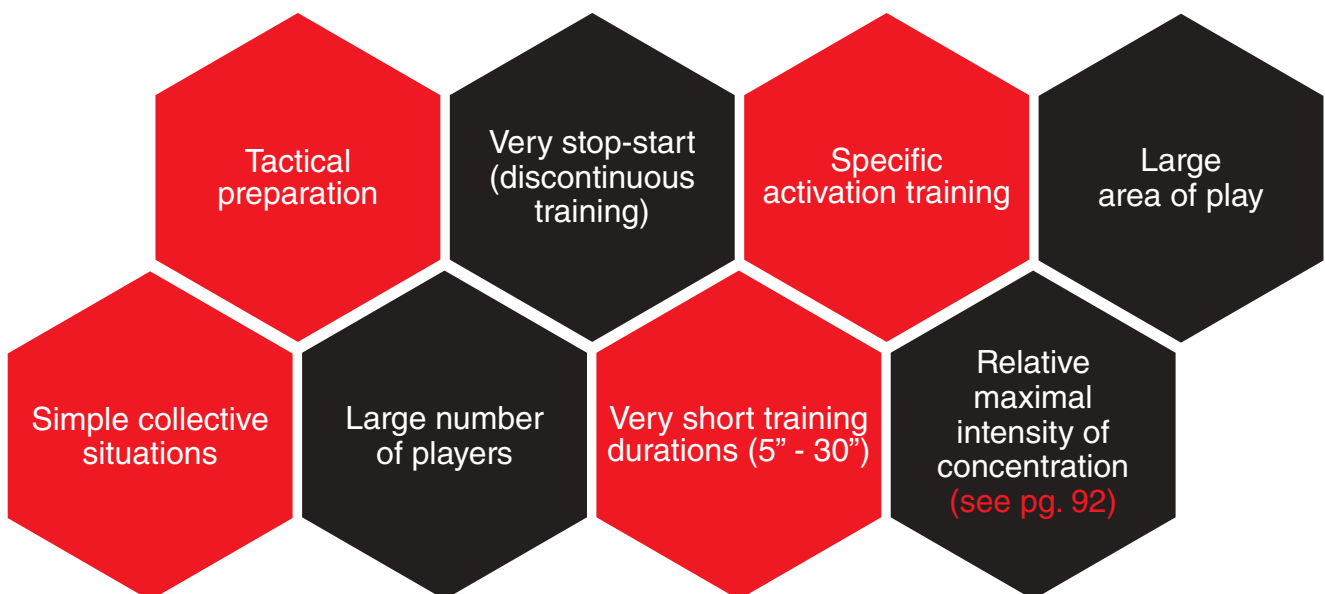 Tactical
preparation
Very stop-start
(discontinuous
training)
Specific
activation training
Large
area of play
Simple collective
situations
Large number
of players
Very short training
durations (5” - 30”)
Relative
maximal
intensity of
concentration
(see pg. 92)